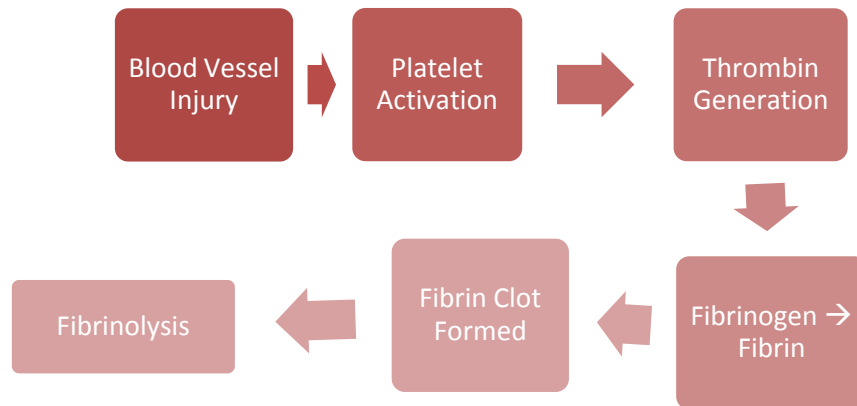 Blood Vessel
Injury
Platelet
Activation
Thrombin
Generation
Fibrinogen →
Fibrin
Fibrin Clot
Formed
Fibrinolysis